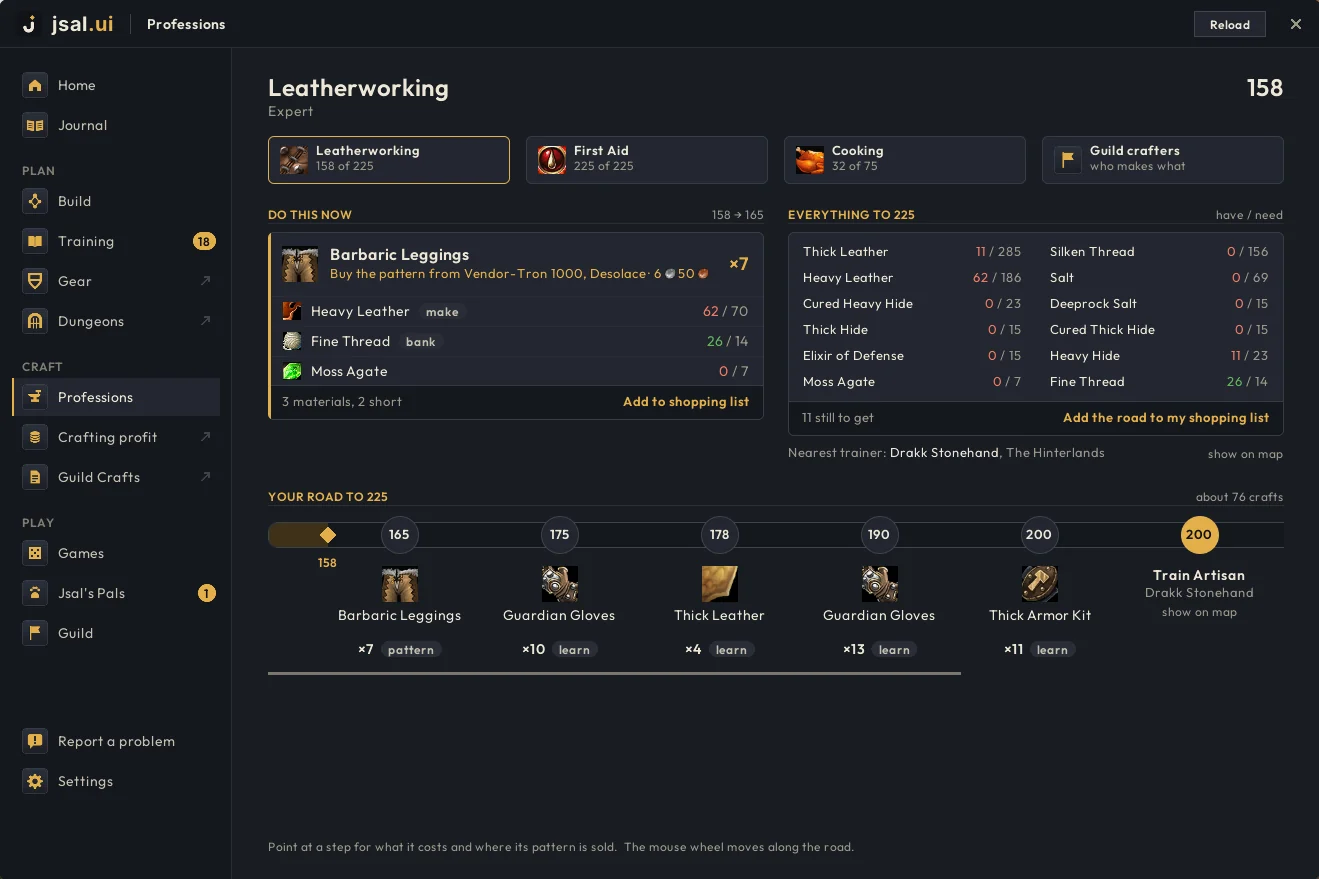 jsal.ui
Professions
Reload
Home
Journal
PLAN
Build
Training 18
Gear
Dungeons
CRAFT
Professions
Crafting profit
Guild Crafts
PLAY
Games
Jsal's Pals 1
Guild
Report a problem
Settings
Leatherworking 158
Expert
Leatherworking
158 of 225
First Aid
225 of 225
Cooking
32 of 75
Guild crafters
who makes what
DO THIS NOW 158 → 165
Barbaric Leggings ×7
Buy the pattern from Vendor-Tron 1000, Desolace · 6 50
Heavy Leather make 62 / 70
Fine Thread bank 26 / 14
Moss Agate 0 / 7
3 materials, 2 short Add to shopping list
EVERYTHING TO 225 have / need
Thick Leather 11 / 285 Silken Thread 0 / 156
Heavy Leather 62 / 186 Salt 0 / 69
Cured Heavy Hide 0 / 23 Deeprock Salt 0 / 15
Thick Hide 0 / 15 Cured Thick Hide 0 / 15
Elixir of Defense 0 / 15 Heavy Hide 11 / 23
Moss Agate 0 / 7 Fine Thread 26 / 14
11 still to get Add the road to my shopping list
Nearest trainer: Drakk Stonehand, The Hinterlands show on map
YOUR ROAD TO 225 about 76 crafts
165 175 178 190 200 200
158
Barbaric Leggings
×7 pattern
Guardian Gloves
×10 learn
Thick Leather
×4 learn
Guardian Gloves
×13 learn
Thick Armor Kit
×11 learn
Train Artisan
Drakk Stonehand
show on map
Point at a step for what it costs and where its pattern is sold. The mouse wheel moves along the road.